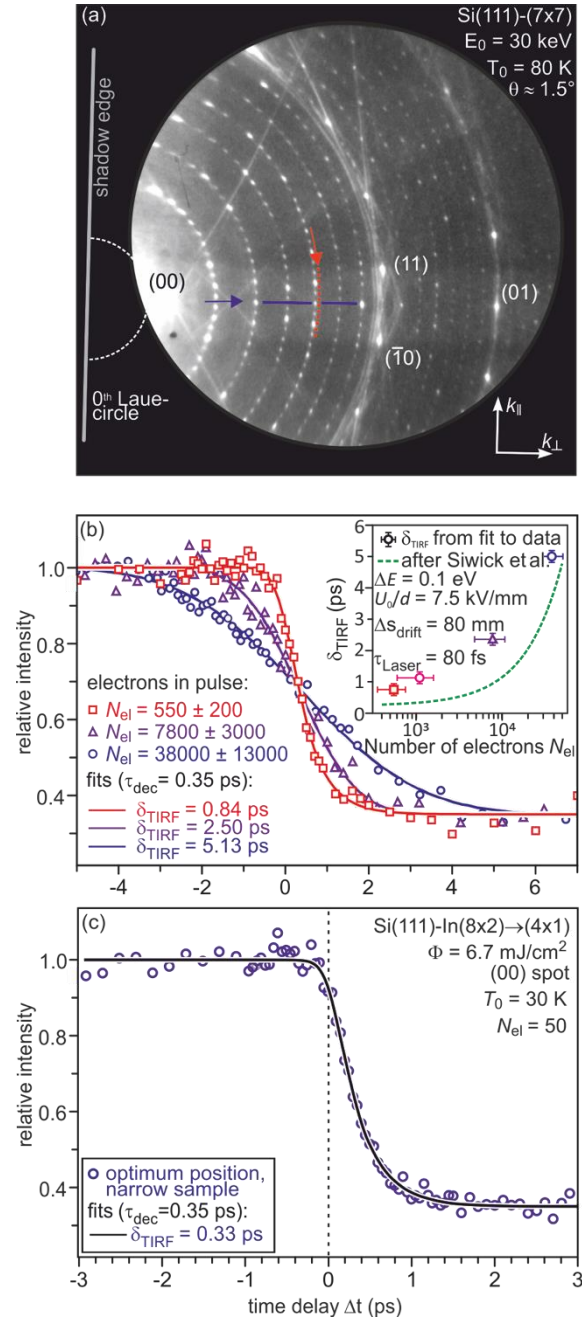 (a)
Si(111)-(7x7)
E0 = 30 keV
T0 = 80 K
θ ≈ 1.5°
shadow edge
(00)
(11)
(01)
(1̄0)
0th Laue-
circle
k∥
k⊥
(b)
relative intensity
1.0
0.8
0.6
0.4
electrons in pulse:
Nel = 550 ± 200
Nel = 7800 ± 3000
Nel = 38000 ± 13000
fits (τdec= 0.35 ps):
δTIRF = 0.84 ps
δTIRF = 2.50 ps
δTIRF = 5.13 ps
δTIRF (ps)
6
5
4
3
2
1
0
δTIRF from fit to data
after Siwick et al.
ΔE = 0.1 eV
U0/d = 7.5 kV/mm
Δsdrift = 80 mm
τLaser = 80 fs
10³
10⁴
Number of electrons Nel
-4
-2
0
2
4
6
(c)
Si(111)-In(8x2)→(4x1)
Φ = 6.7 mJ/cm²
(00) spot
T0 = 30 K
Nel = 50
relative intensity
1.0
0.8
0.6
0.4
optimum position,
narrow sample
fits (τdec=0.35 ps):
δTIRF = 0.33 ps
-3
-2
-1
0
1
2
3
time delay Δt (ps)